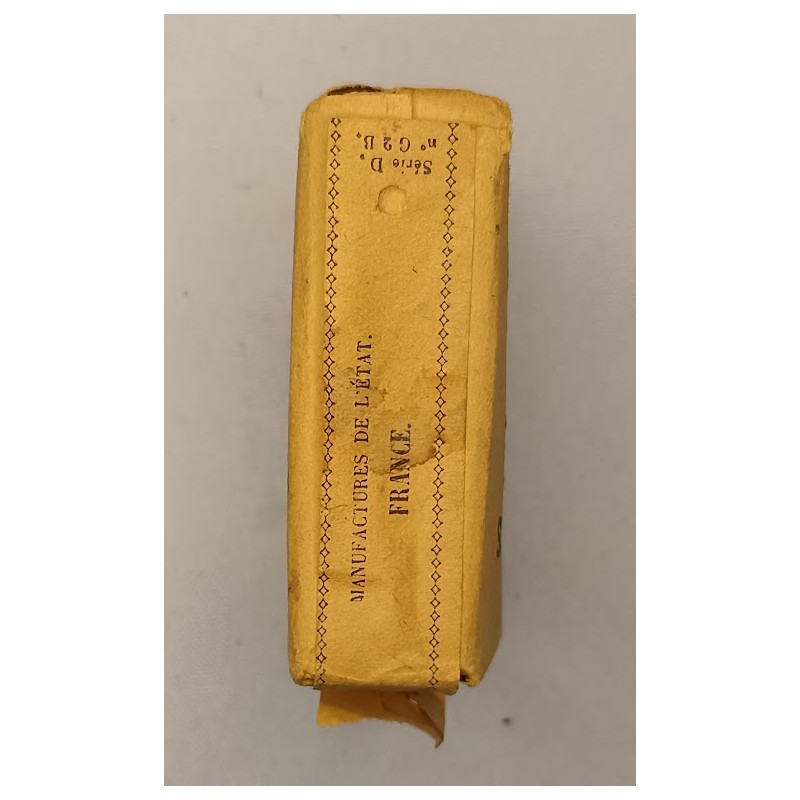 Série D.
n° G 2 B.
MANUFACTURES DE L'ÉTAT.
FRANCE.